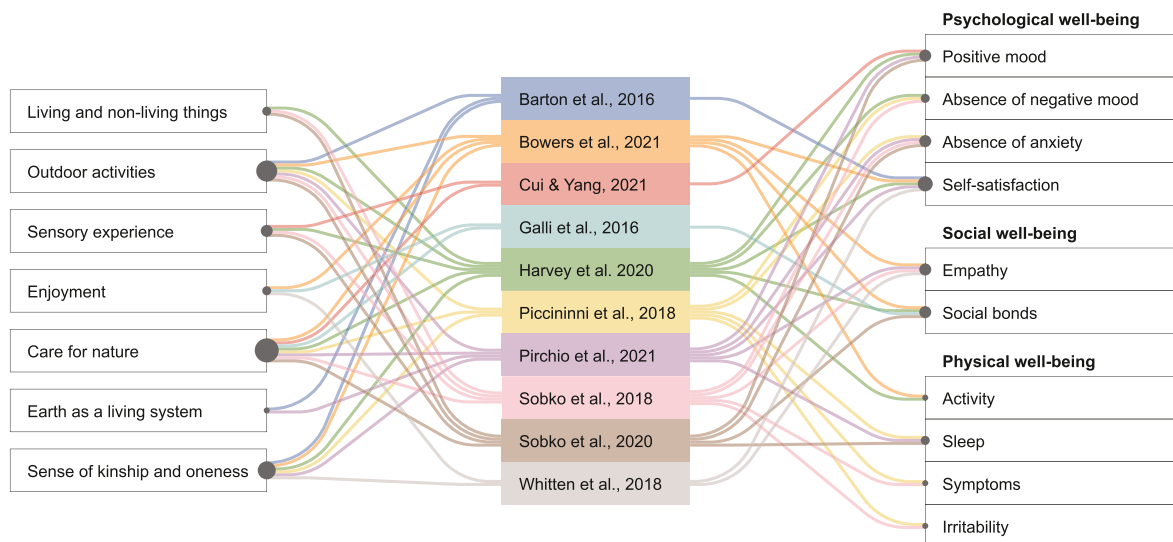 Living and non-living things
Outdoor activities
Sensory experience
Enjoyment
Care for nature
Earth as a living system
Sense of kinship and oneness
Barton et al., 2016
Bowers et al., 2021
Cui & Yang, 2021
Galli et al., 2016
Harvey et al. 2020
Piccininni et al., 2018
Pirchio et al., 2021
Sobko et al., 2018
Sobko et al., 2020
Whitten et al., 2018
Psychological well-being
Positive mood
Absence of negative mood
Absence of anxiety
Self-satisfaction
Social well-being
Empathy
Social bonds
Physical well-being
Activity
Sleep
Symptoms
Irritability